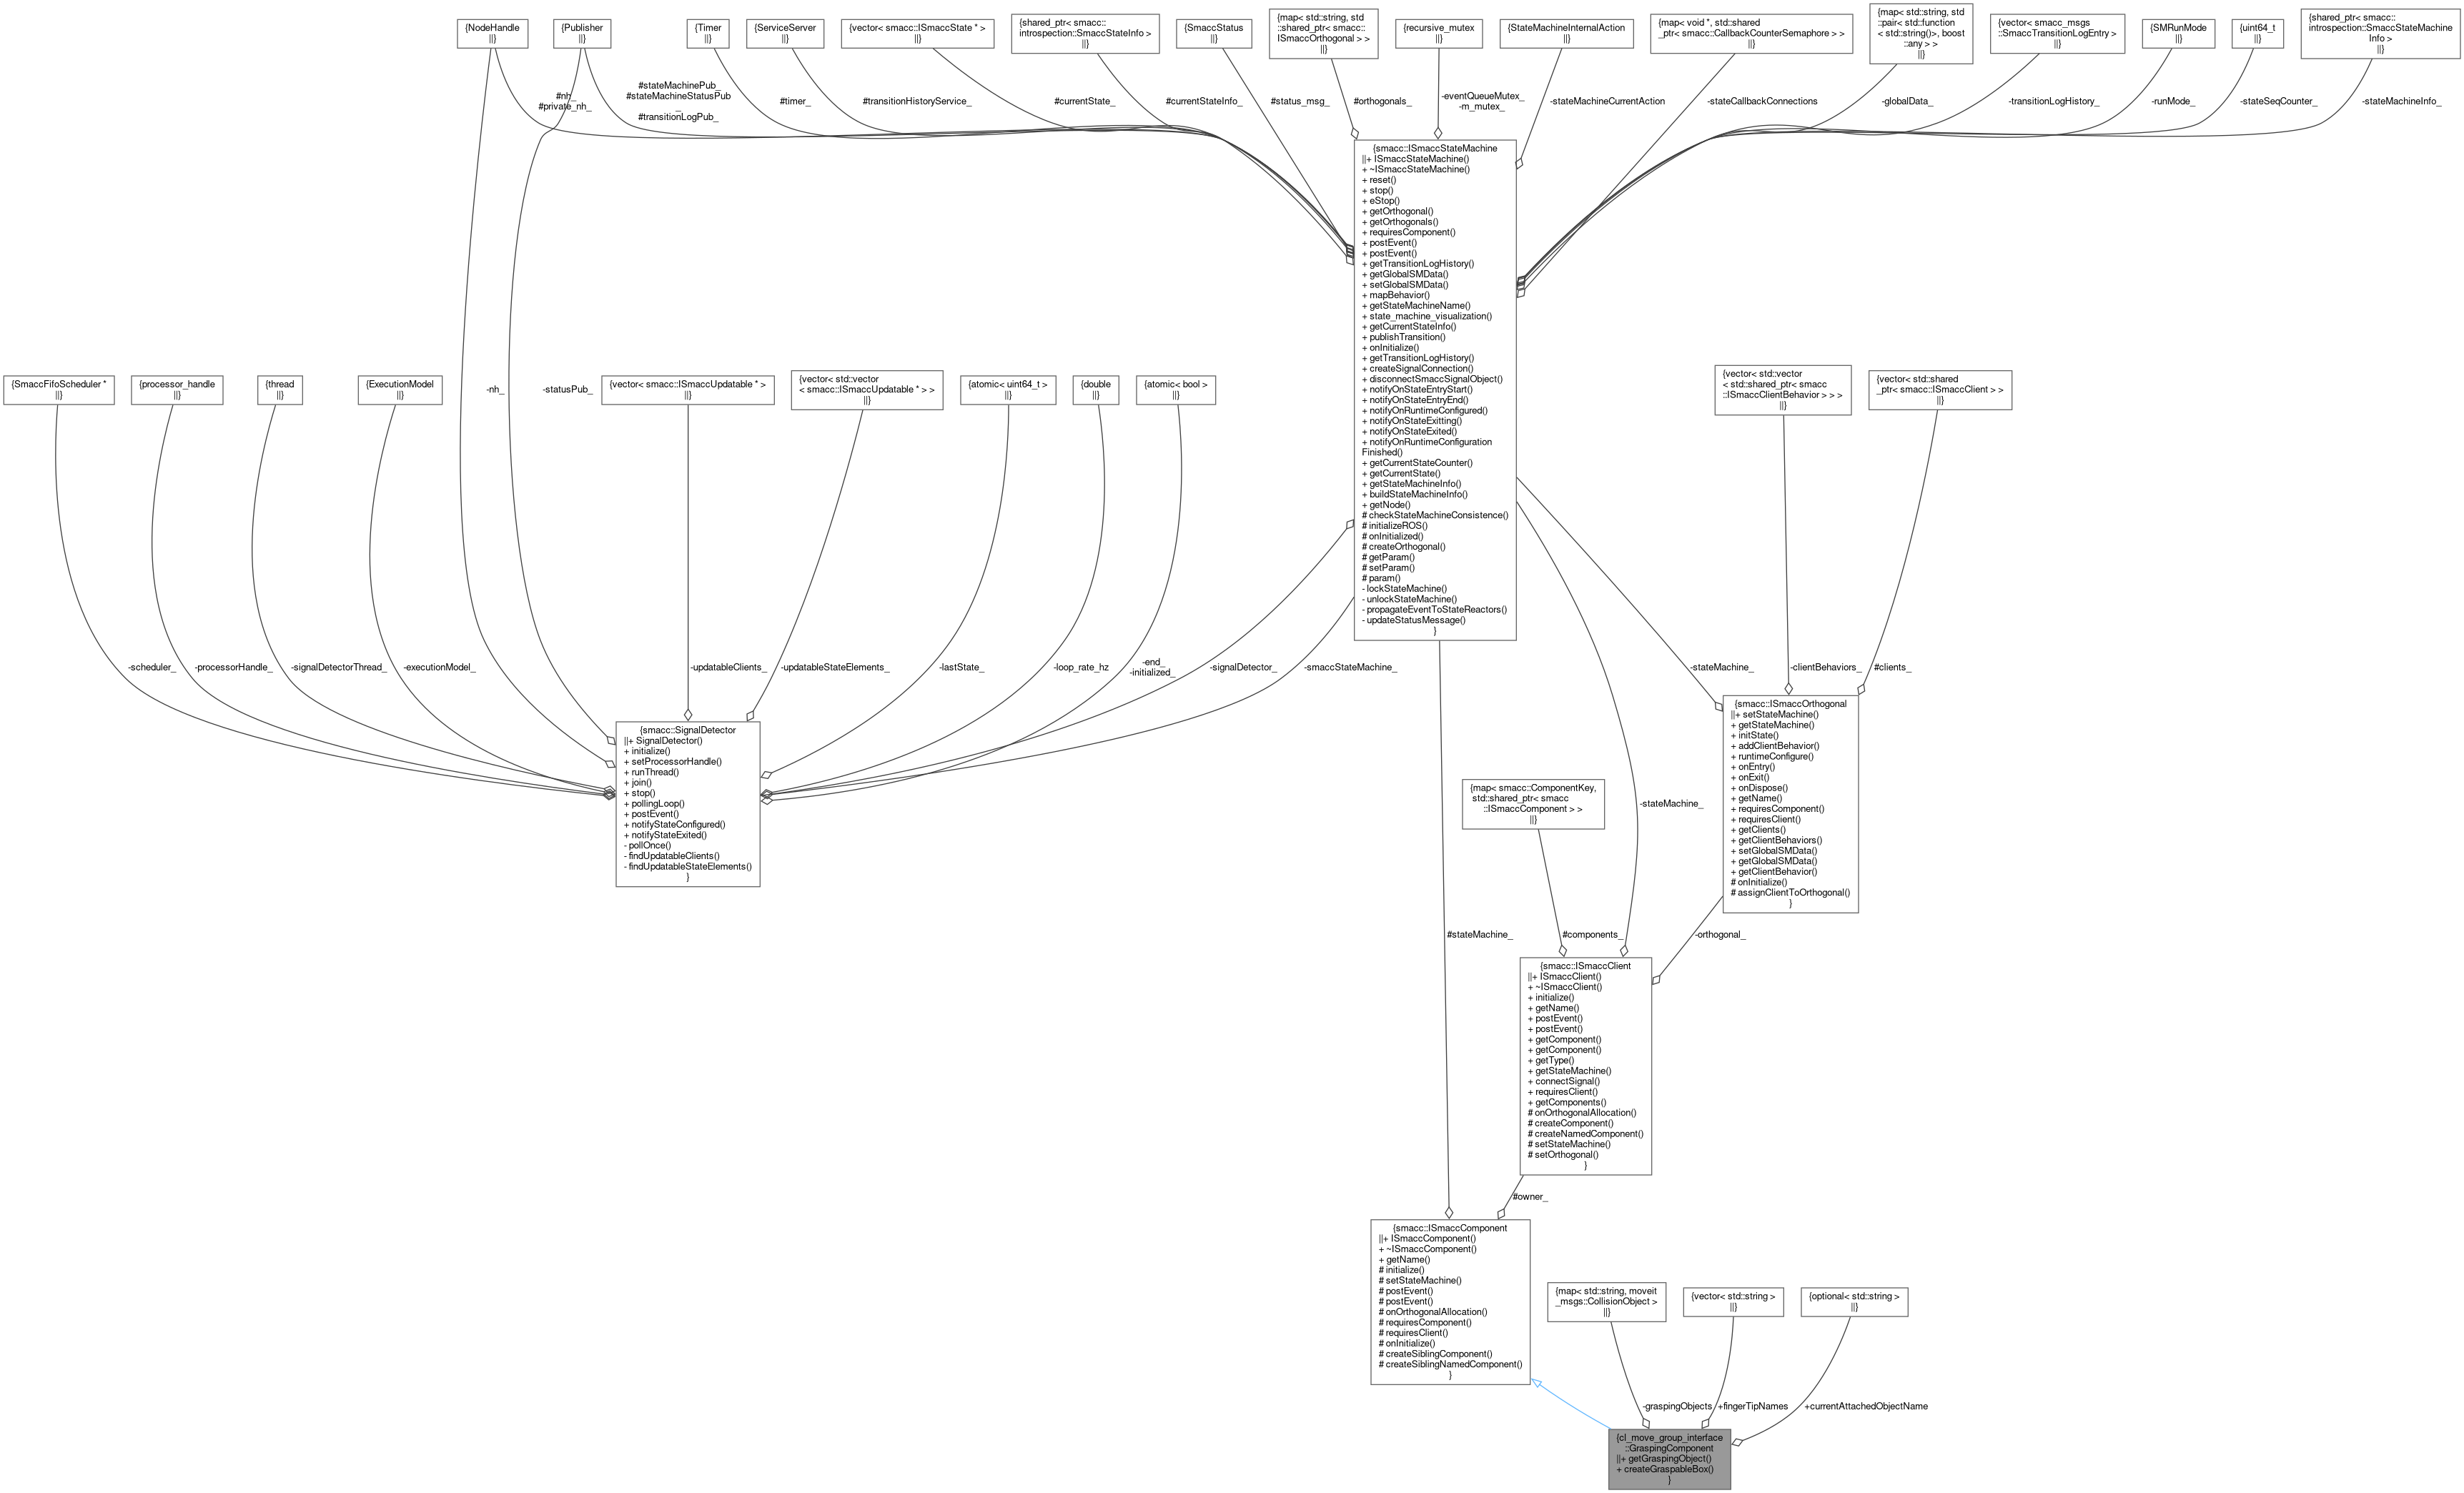 {NodeHandle
||}
{Publisher
||}
{Timer
||}
{ServiceServer
||}
{vector< smacc::ISmaccState * >
||}
{shared_ptr< smacc::
introspection::SmaccStateInfo >
||}
{SmaccStatus
||}
{map< std::string, std
::shared_ptr< smacc::
ISmaccOrthogonal > >
||}
{recursive_mutex
||}
{StateMachineInternalAction
||}
{map< void *, std::shared
_ptr< smacc::CallbackCounterSemaphore > >
||}
{map< std::string, std
::pair< std::function
< std::string()>, boost
::any > >
||}
{vector< smacc_msgs
::SmaccTransitionLogEntry >
||}
{SMRunMode
||}
{uint64_t
||}
{shared_ptr< smacc::
introspection::SmaccStateMachine
Info >
||}
#nh_
#private_nh_
#stateMachinePub_
#stateMachineStatusPub
_
#transitionLogPub_
#timer_
#transitionHistoryService_
#currentState_
#currentStateInfo_
#status_msg_
#orthogonals_
-eventQueueMutex_
-m_mutex_
-stateMachineCurrentAction
-stateCallbackConnections
-globalData_
-transitionLogHistory_
-runMode_
-stateSeqCounter_
-stateMachineInfo_
{smacc::ISmaccStateMachine
||+ ISmaccStateMachine()
+ ~ISmaccStateMachine()
+ reset()
+ stop()
+ eStop()
+ getOrthogonal()
+ getOrthogonals()
+ requiresComponent()
+ postEvent()
+ postEvent()
+ getTransitionLogHistory()
+ getGlobalSMData()
+ setGlobalSMData()
+ mapBehavior()
+ getStateMachineName()
+ state_machine_visualization()
+ getCurrentStateInfo()
+ publishTransition()
+ onInitialize()
+ getTransitionLogHistory()
+ createSignalConnection()
+ disconnectSmaccSignalObject()
+ notifyOnStateEntryStart()
+ notifyOnStateEntryEnd()
+ notifyOnRuntimeConfigured()
+ notifyOnStateExitting()
+ notifyOnStateExited()
+ notifyOnRuntimeConfiguration
Finished()
+ getCurrentStateCounter()
+ getCurrentState()
+ getStateMachineInfo()
+ buildStateMachineInfo()
+ getNode()
# checkStateMachineConsistence()
# initializeROS()
# onInitialized()
# createOrthogonal()
# getParam()
# setParam()
# param()
- lockStateMachine()
- unlockStateMachine()
- propagateEventToStateReactors()
- updateStatusMessage()
}
{SmaccFifoScheduler *
||}
{processor_handle
||}
{thread
||}
{ExecutionModel
||}
-nh_
-statusPub_
{vector< smacc::ISmaccUpdatable * >
||}
{vector< std::vector
< smacc::ISmaccUpdatable * > >
||}
{atomic< uint64_t >
||}
{double
||}
{atomic< bool >
||}
{vector< std::vector
< std::shared_ptr< smacc
::ISmaccClientBehavior > > >
||}
{vector< std::shared
_ptr< smacc::ISmaccClient > >
||}
-scheduler_
-processorHandle_
-signalDetectorThread_
-executionModel_
-updatableClients_
-updatableStateElements_
-lastState_
-loop_rate_hz
-end_
-initialized_
-signalDetector_
-smaccStateMachine_
-stateMachine_
-clientBehaviors_
#clients_
{smacc::SignalDetector
||+ SignalDetector()
+ initialize()
+ setProcessorHandle()
+ runThread()
+ join()
+ stop()
+ pollingLoop()
+ postEvent()
+ notifyStateConfigured()
+ notifyStateExited()
- pollOnce()
- findUpdatableClients()
- findUpdatableStateElements()
}
{smacc::ISmaccOrthogonal
||+ setStateMachine()
+ getStateMachine()
+ initState()
+ addClientBehavior()
+ runtimeConfigure()
+ onEntry()
+ onExit()
+ onDispose()
+ getName()
+ requiresComponent()
+ requiresClient()
+ getClients()
+ getClientBehaviors()
+ setGlobalSMData()
+ getGlobalSMData()
+ getClientBehavior()
# onInitialize()
# assignClientToOrthogonal()
}
{map< smacc::ComponentKey,
std::shared_ptr< smacc
::ISmaccComponent > >
||}
-stateMachine_
#stateMachine_
#components_
-orthogonal_
{smacc::ISmaccClient
||+ ISmaccClient()
+ ~ISmaccClient()
+ initialize()
+ getName()
+ postEvent()
+ postEvent()
+ getComponent()
+ getComponent()
+ getType()
+ getStateMachine()
+ connectSignal()
+ requiresClient()
+ getComponents()
# onOrthogonalAllocation()
# createComponent()
# createNamedComponent()
# setStateMachine()
# setOrthogonal()
}
#owner_
{smacc::ISmaccComponent
||+ ISmaccComponent()
+ ~ISmaccComponent()
+ getName()
# initialize()
# setStateMachine()
# postEvent()
# postEvent()
# onOrthogonalAllocation()
# requiresComponent()
# requiresClient()
# onInitialize()
# createSiblingComponent()
# createSiblingNamedComponent()
}
{map< std::string, moveit
_msgs::CollisionObject >
||}
{vector< std::string >
||}
{optional< std::string >
||}
-graspingObjects
+fingerTipNames
+currentAttachedObjectName
{cl_move_group_interface
::GraspingComponent
||+ getGraspingObject()
+ createGraspableBox()
}